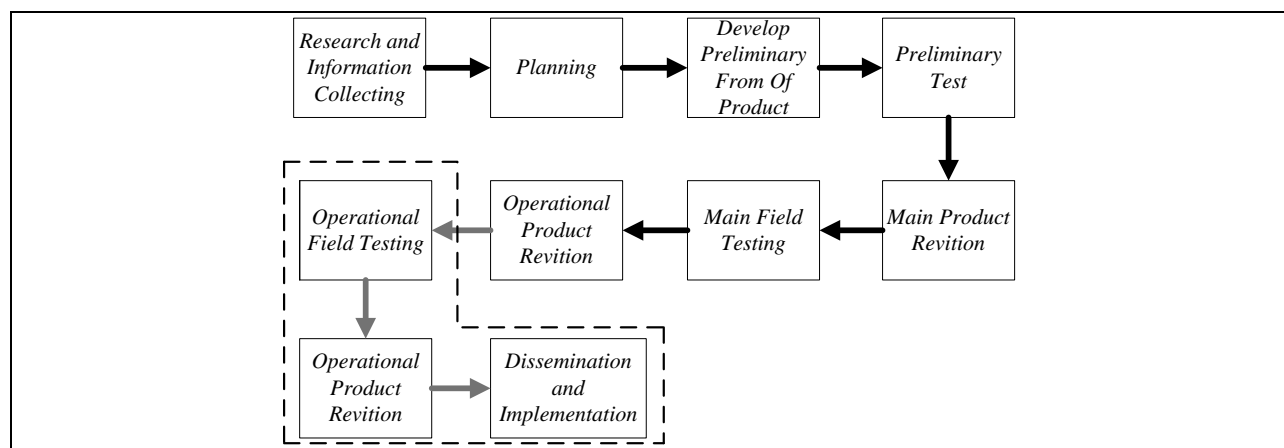 Research and
Information
Collecting
Planning
Develop
Preliminary
From Of
Product
Preliminary
Test
Main Product
Revition
Main Field
Testing
Operational
Product
Revition
Operational
Field Testing
Operational
Product
Revition
Dissemination
and
Implementation